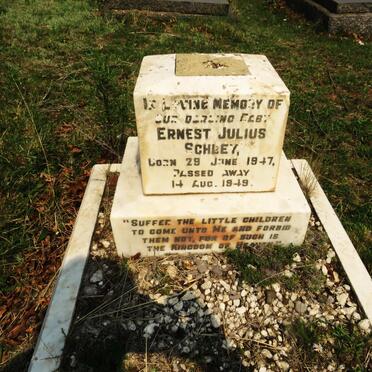 IN LOVING MEMORY OF
OUR DARLING BABY
ERNEST JULIUS
SCHLEY,
BORN 29 JUNE 1947,
PASSED AWAY
14 AUG. 1949.
"SUFFER THE LITTLE CHILDREN
TO COME UNTO ME AND FORBID
THEM NOT, FOR OF SUCH IS
THE KINGDOM OF